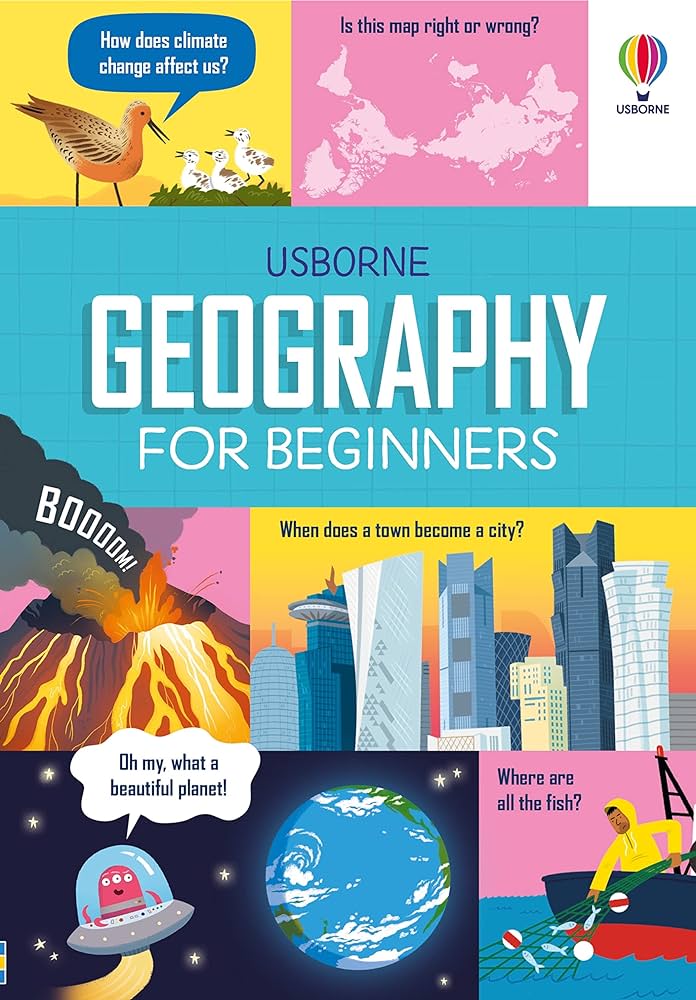 How does climate
change affect us?
Is this map right or wrong?
USBORNE
USBORNE
GEOGRAPHY
FOR BEGINNERS
BOOOOM!
When does a town become a city?
Oh my, what a
beautiful planet!
Where are
all the fish?